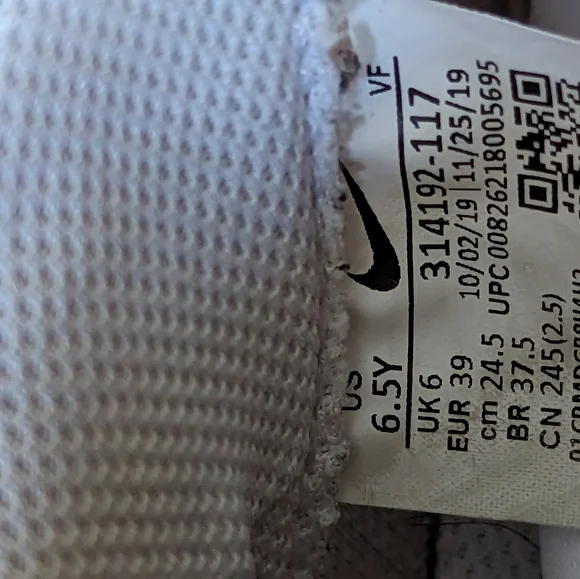 VF
314192-117
10/02/19 | 11/25/19
UPC 00826218005695
US
6.5Y
UK 6
EUR 39
cm 24.5
BR 37.5
CN 245(2.5)